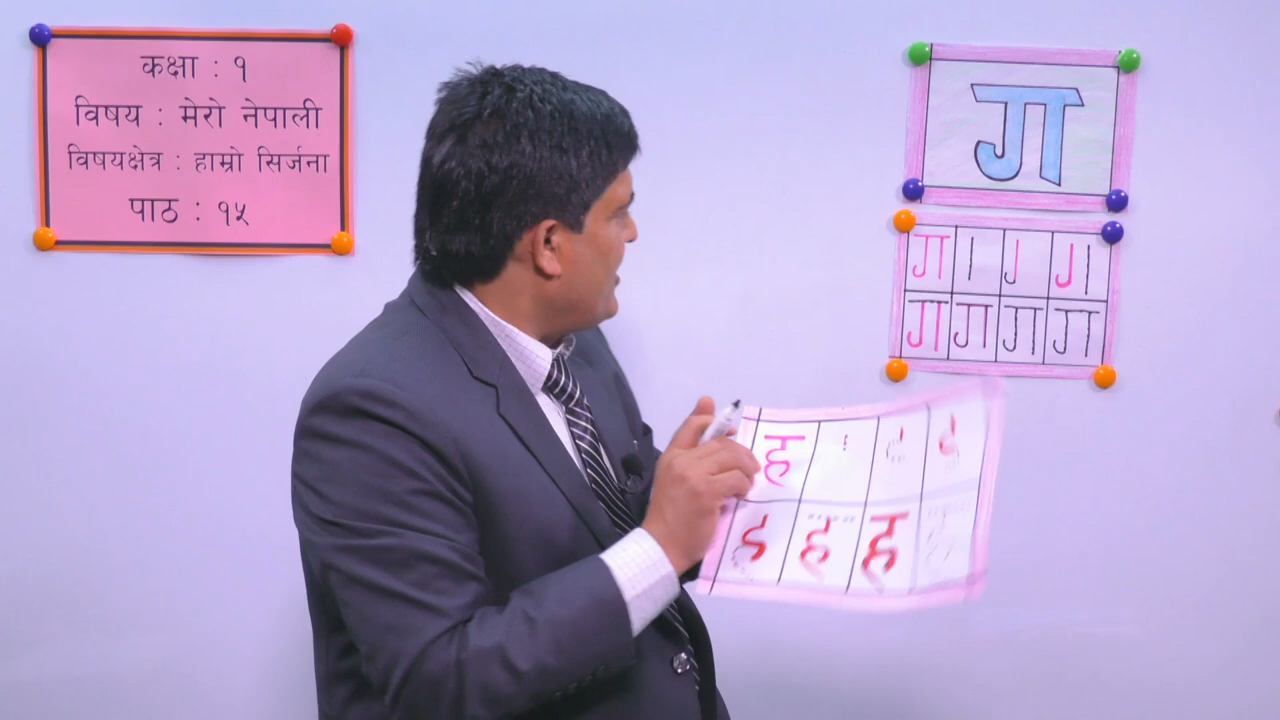 कक्षा : १
विषय : मेरो नेपाली
विषयक्षेत्र : हाम्रो सिर्जना
पाठ : १५
ग
ग
ग ग ग ग
ह
ह ह